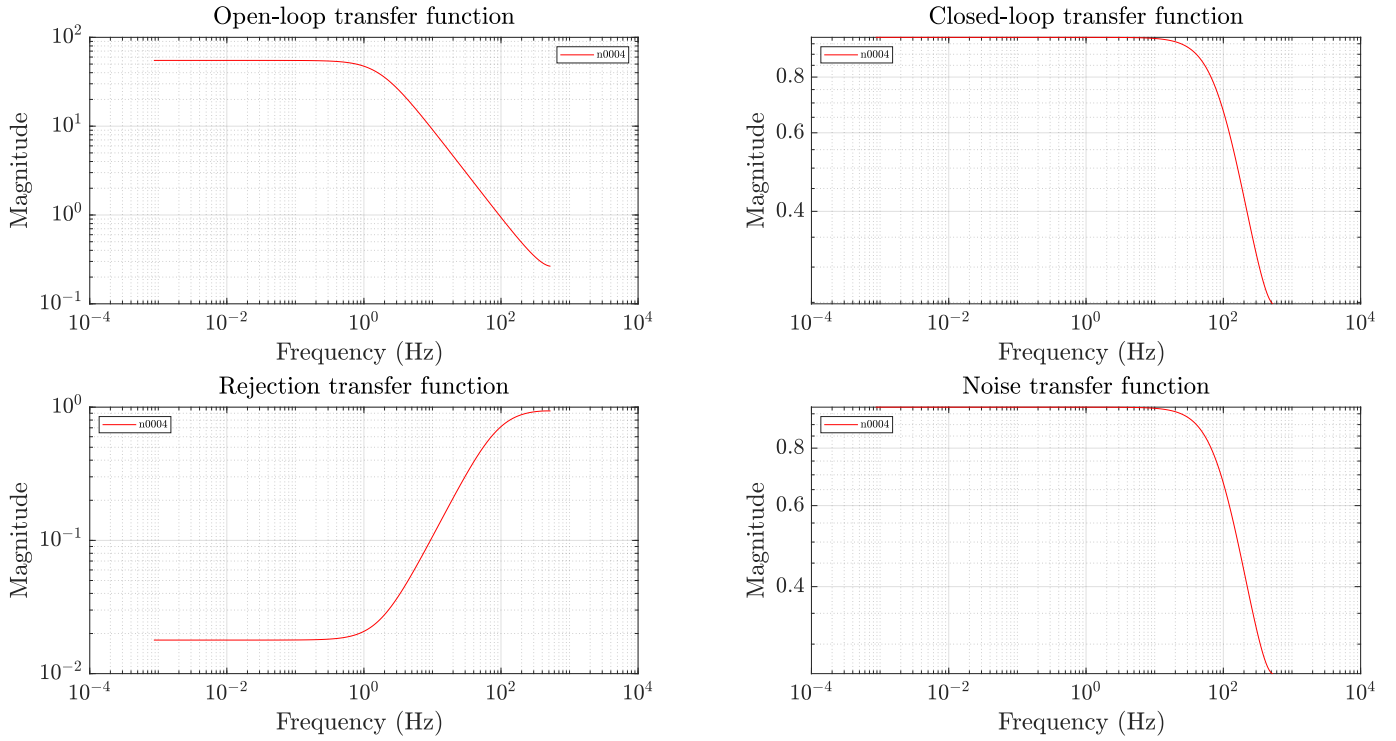 Open-loop transfer function
Magnitude
10^2
10^1
10^0
10^-1
n0004
10^-4 10^-2 10^0 10^2 10^4
Frequency (Hz)
Closed-loop transfer function
Magnitude
0.8
0.6
0.4
n0004
10^-4 10^-2 10^0 10^2 10^4
Frequency (Hz)
Rejection transfer function
Magnitude
10^0
10^-1
10^-2
n0004
10^-4 10^-2 10^0 10^2 10^4
Frequency (Hz)
Noise transfer function
Magnitude
0.8
0.6
0.4
n0004
10^-4 10^-2 10^0 10^2 10^4
Frequency (Hz)